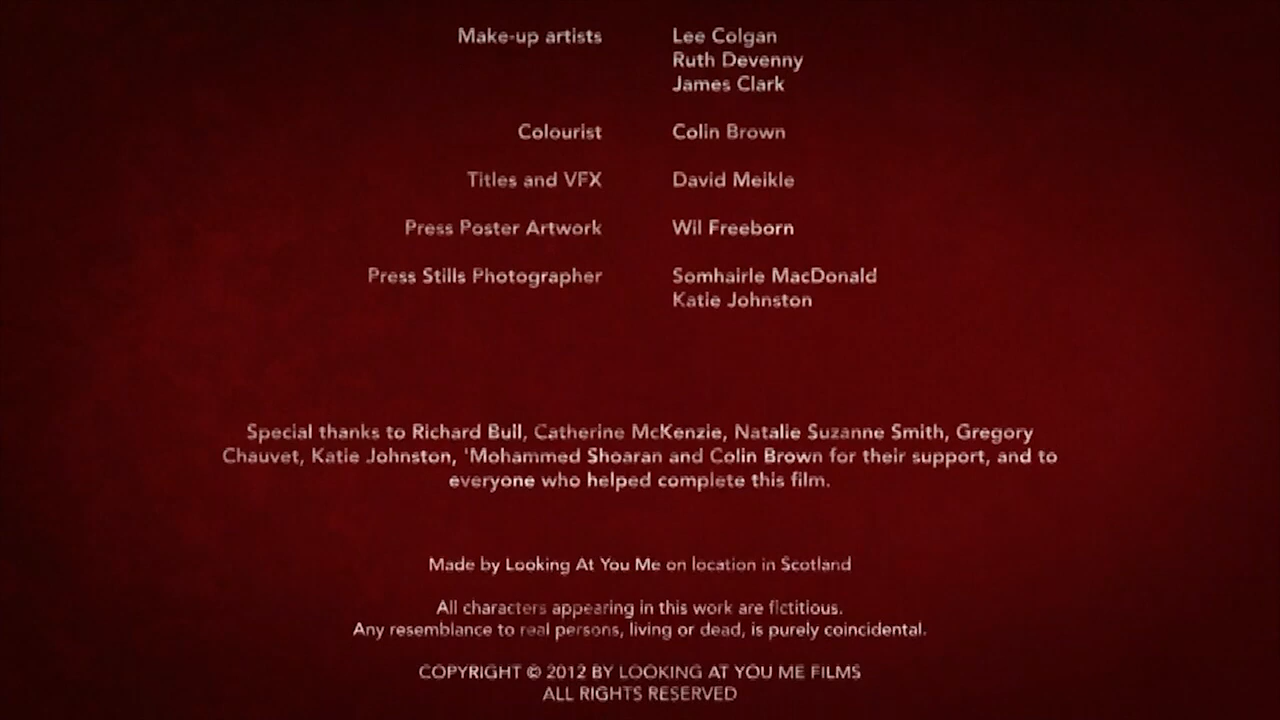 Make-up artists Lee Colgan
Ruth Devenny
James Clark
Colourist Colin Brown
Titles and VFX David Meikle
Press Poster Artwork Wil Freeborn
Press Stills Photographer Somhairle MacDonald
Katie Johnston
Special thanks to Richard Bull, Catherine McKenzie, Natalie Suzanne Smith, Gregory
Chauvet, Katie Johnston, 'Mohammed Shoaran and Colin Brown for their support, and to
everyone who helped complete this film.
Made by Looking At You Me on location in Scotland
All characters appearing in this work are fictitious.
Any resemblance to real persons, living or dead, is purely coincidental.
COPYRIGHT © 2012 BY LOOKING AT YOU ME FILMS
ALL RIGHTS RESERVED